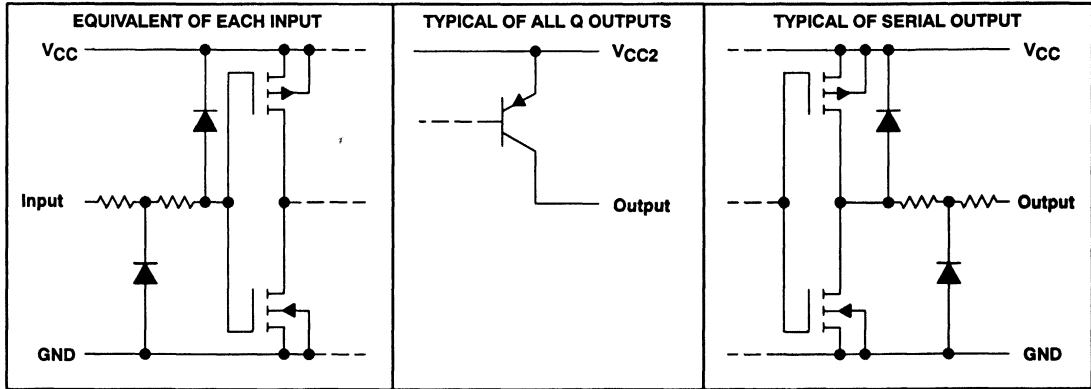 EQUIVALENT OF EACH INPUT
VCC
Input
GND
TYPICAL OF ALL Q OUTPUTS
VCC2
Output
TYPICAL OF SERIAL OUTPUT
VCC
Output
GND